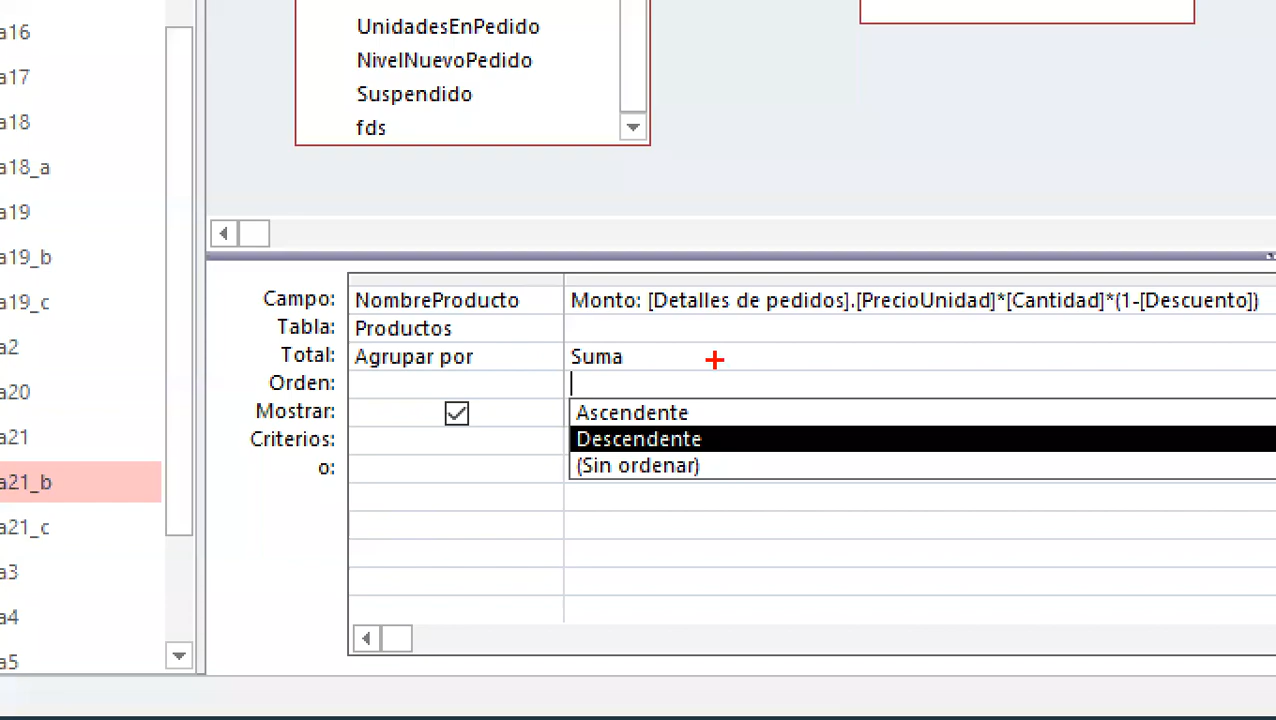 UnidadesEnPedido
NivelNuevoPedido
Suspendido
fds
a16
a17
a18
a18_a
a19
a19_b
a19_c
a2
a20
a21
a21_b
a21_c
a3
a4
a5
Campo: NombreProducto Monto: [Detalles de pedidos].[PrecioUnidad]*[Cantidad]*(1-[Descuento])
Tabla: Productos
Total: Agrupar por Suma
Orden:
Mostrar: Ascendente
Criterios: Descendente
o: (Sin ordenar)